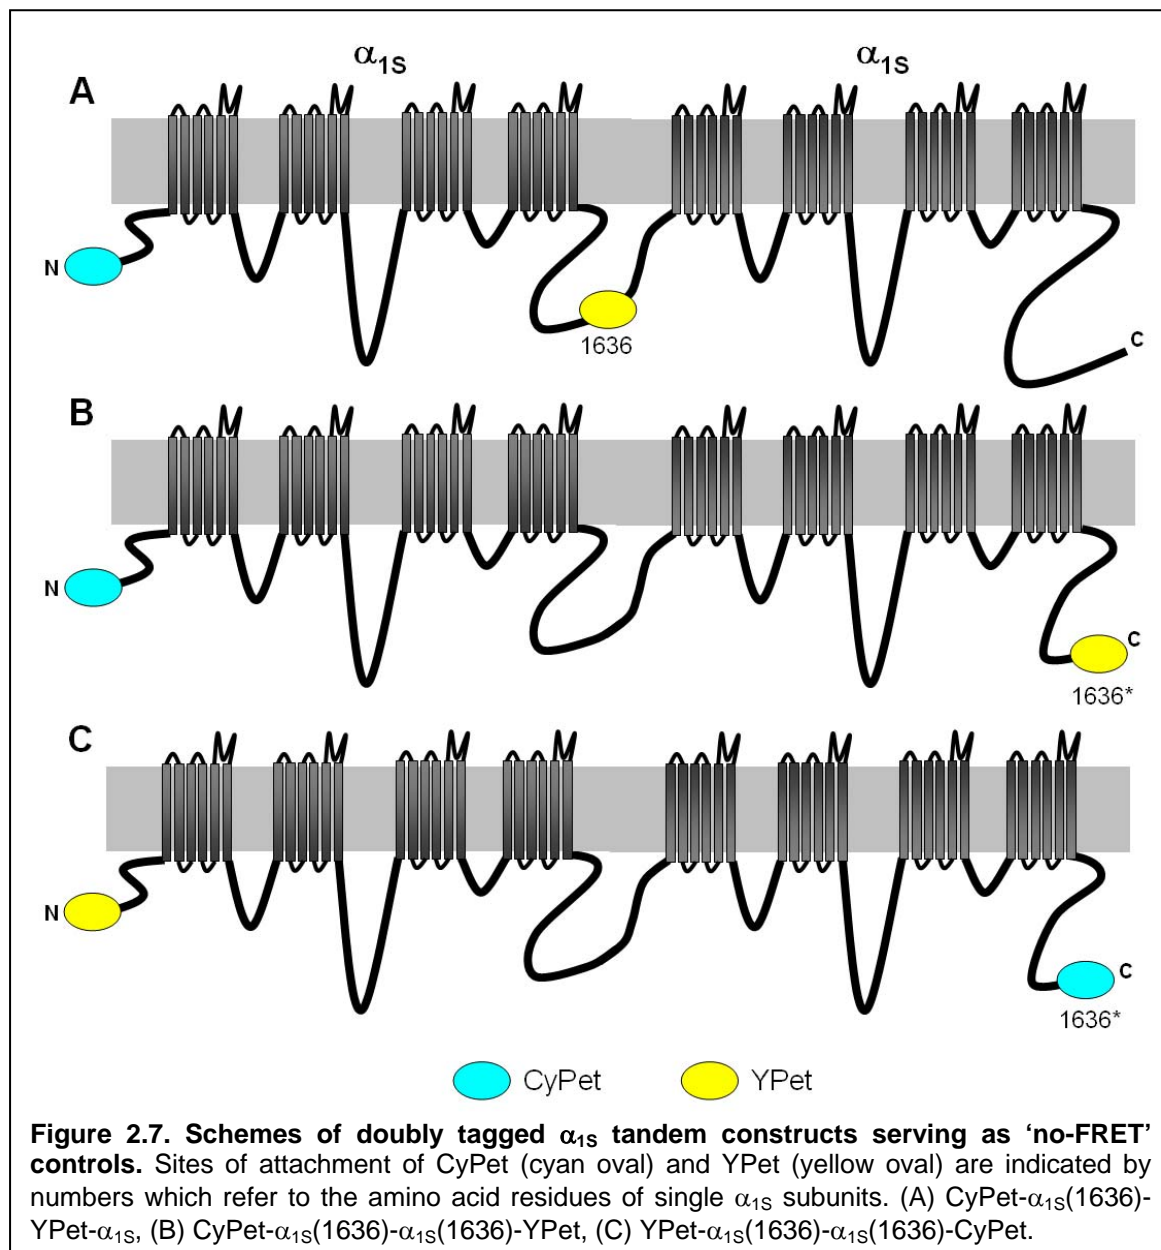 α1S α1S
A
N
1636
C
B
N
C
1636*
C
N
C
1636*
CyPet YPet
Figure 2.7. Schemes of doubly tagged α1S tandem constructs serving as ‘no-FRET’
controls. Sites of attachment of CyPet (cyan oval) and YPet (yellow oval) are indicated by
numbers which refer to the amino acid residues of single α1S subunits. (A) CyPet-α1S(1636)-
YPet-α1S, (B) CyPet-α1S(1636)-α1S(1636)-YPet, (C) YPet-α1S(1636)-α1S(1636)-CyPet.